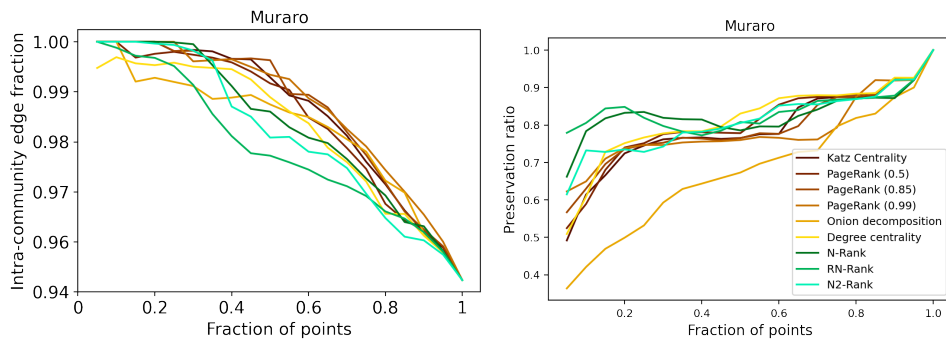 Muraro
1.00
0.99
0.98
0.97
0.96
0.94
Intra-community edge fraction
0
0.2
0.4
0.6
0.8
1
Fraction of points
Muraro
1.0
0.9
0.8
0.7
0.6
0.5
0.4
Preservation ratio
0.2
0.4
0.6
0.8
1.0
Fraction of points
Katz Centrality
PageRank (0.5)
PageRank (0.85)
PageRank (0.99)
Onion decomposition
Degree centrality
N-Rank
RN-Rank
N2-Rank